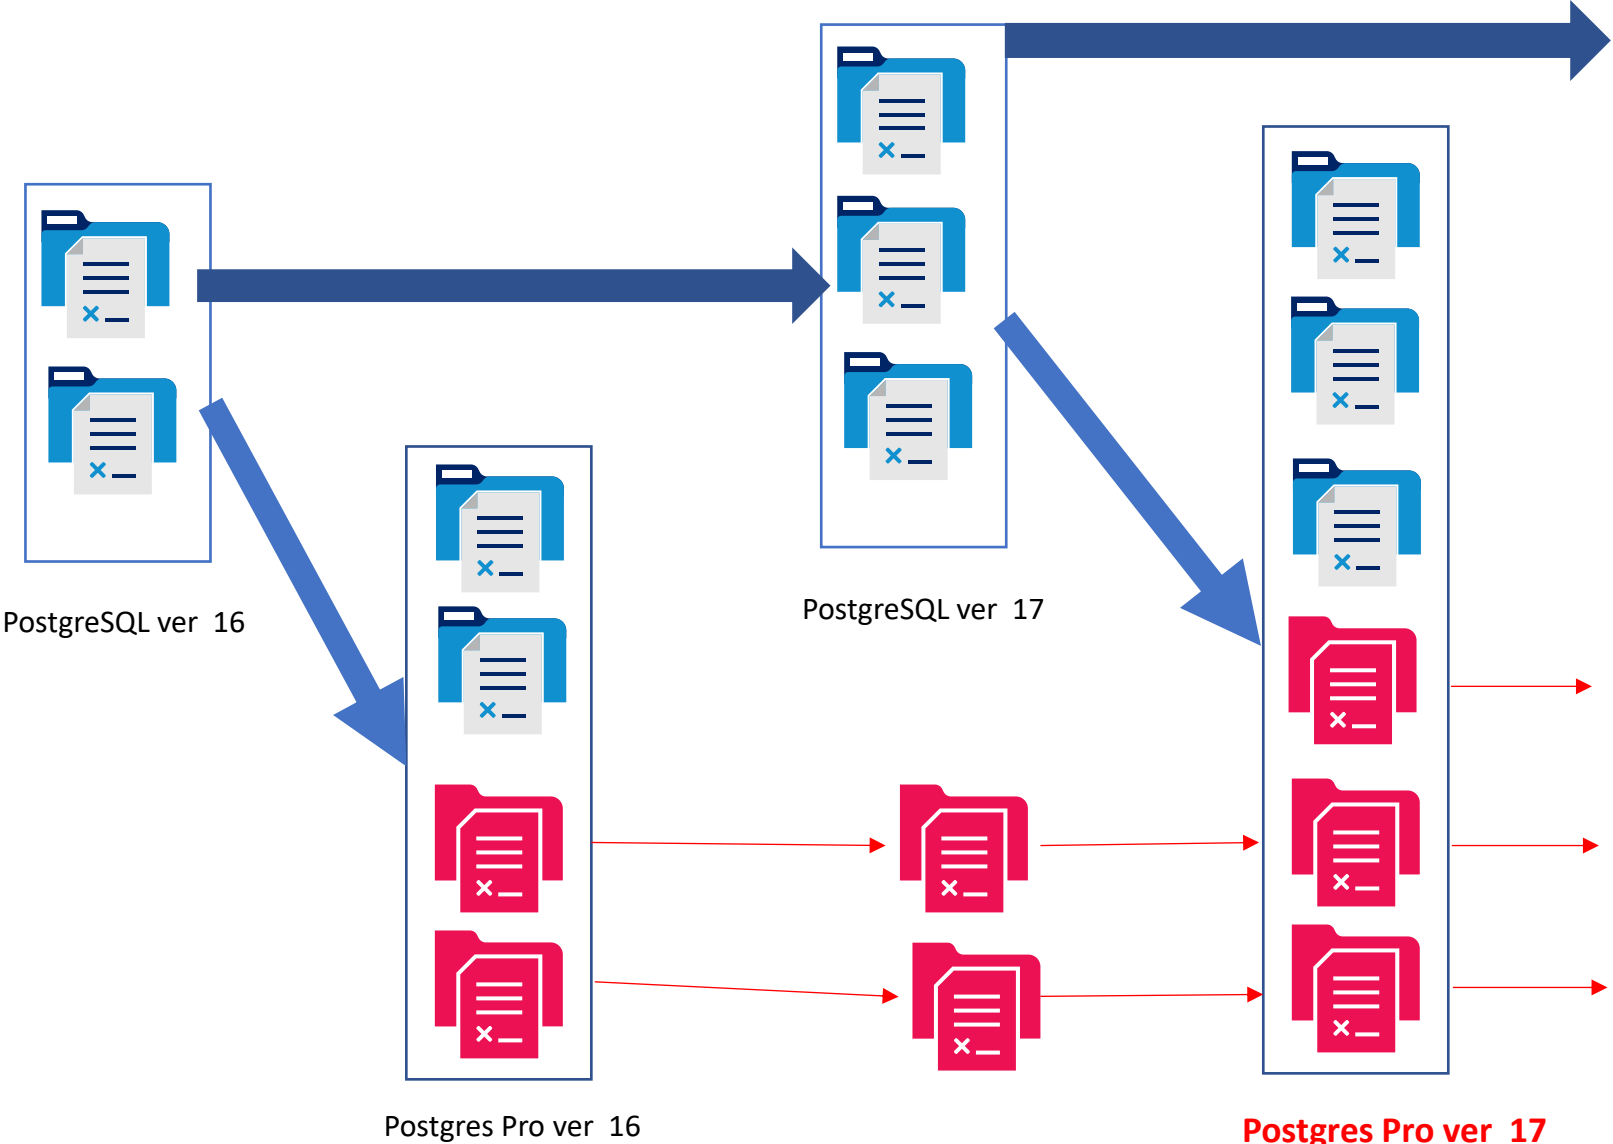 PostgreSQL ver 16
PostgreSQL ver 17
Postgres Pro ver 16
Postgres Pro ver 17